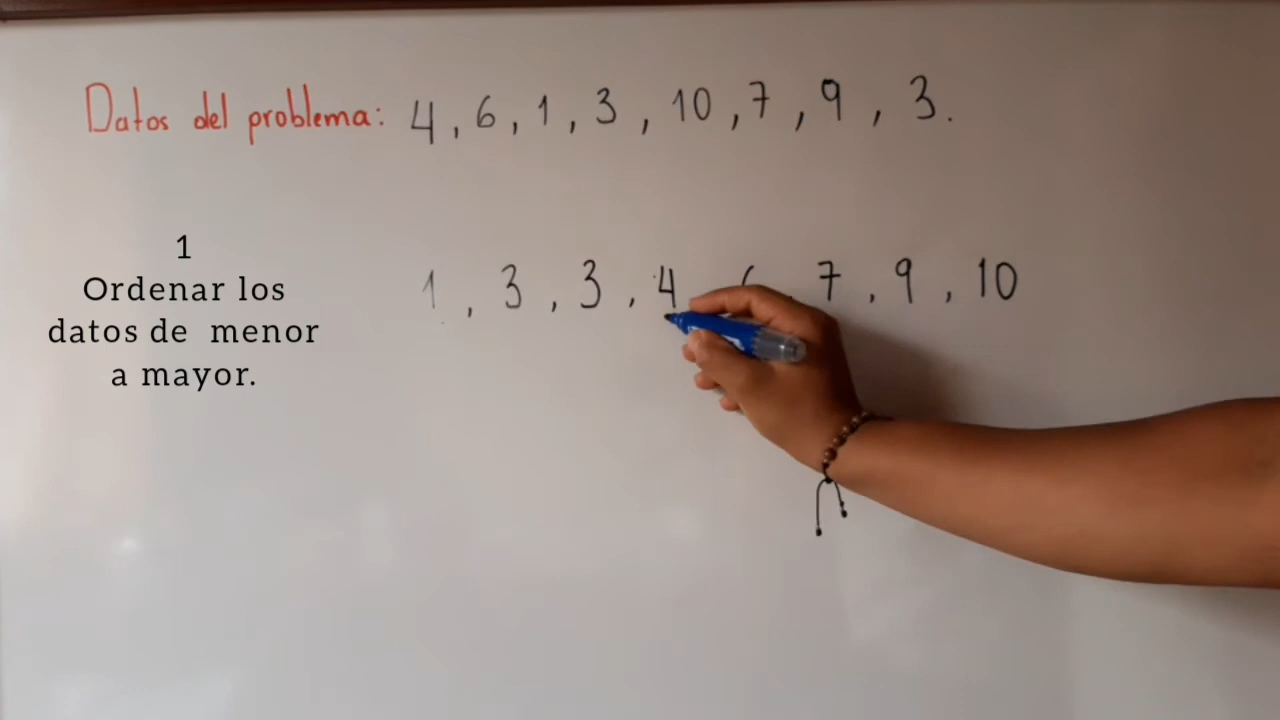 Datos del problema: 4, 6, 1, 3, 10, 7, 9, 3.
1
Ordenar los
datos de menor
a mayor.
1, 3, 3, 4 6, 7, 9, 10